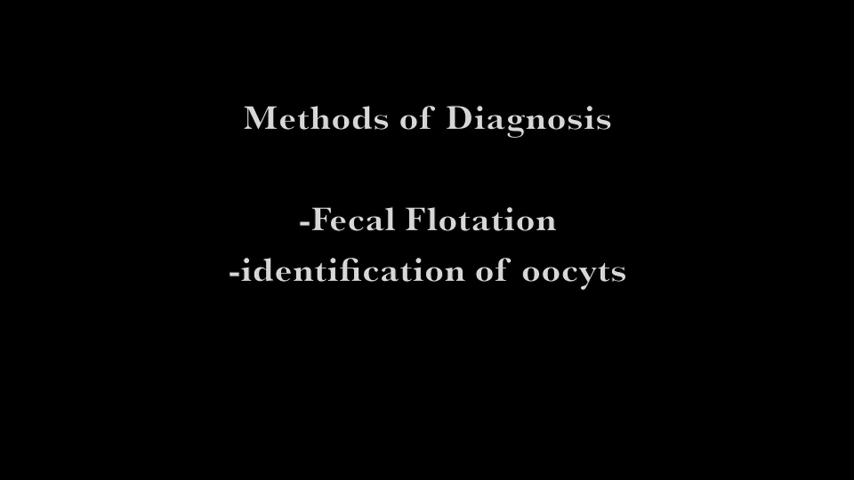 Methods of Diagnosis
-Fecal Flotation
-identification of oocyts